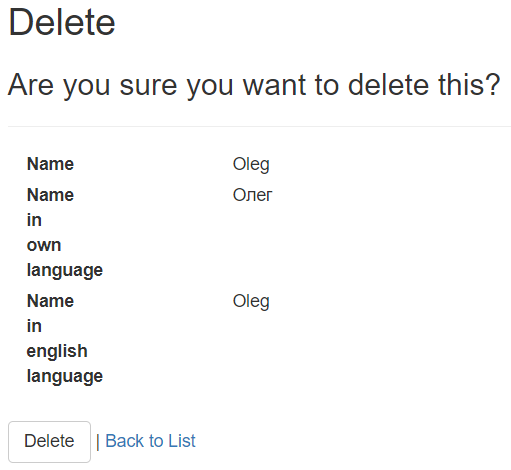 Delete
Are you sure you want to delete this?
Name Oleg
Name Олег
in
own
language
Name Oleg
in
english
language
Delete | Back to List